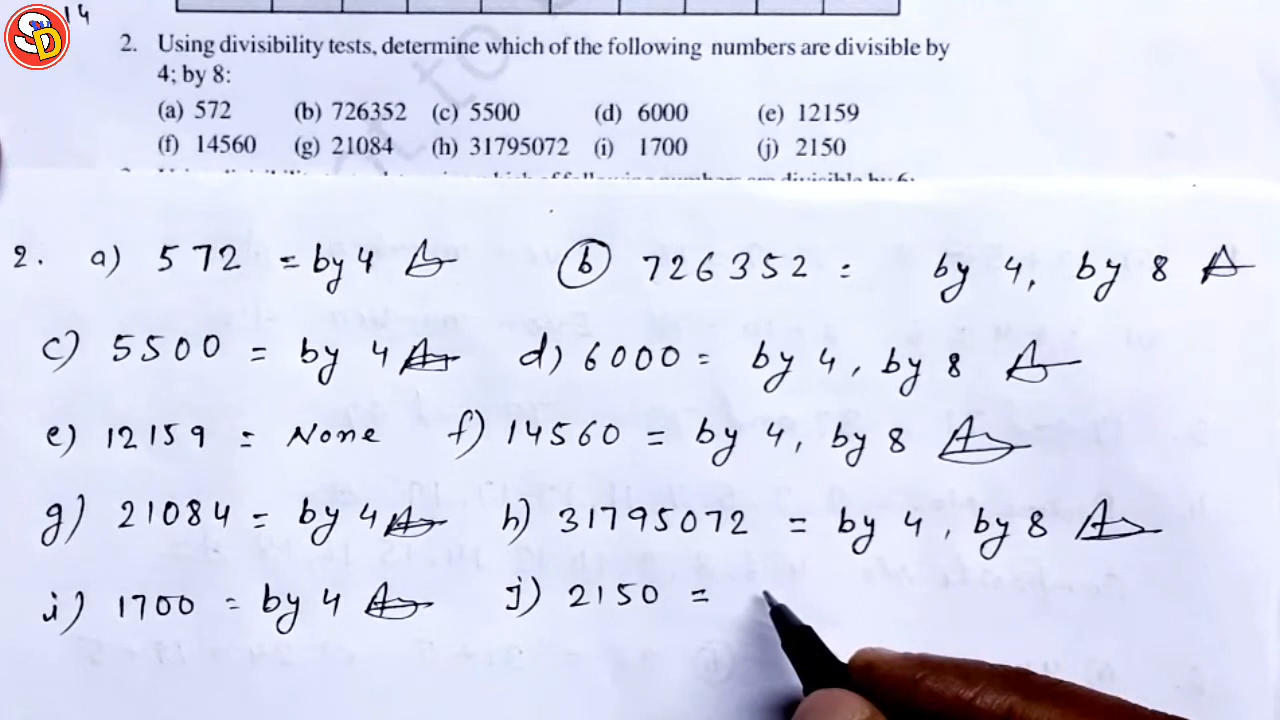 SD 14
2. Using divisibility tests, determine which of the following numbers are divisible by
4; by 8:
(a) 572 (b) 726352 (c) 5500 (d) 6000 (e) 12159
(f) 14560 (g) 21084 (h) 31795072 (i) 1700 (j) 2150
2. a) 572 = by 4 (b) 726352 = by 4, by 8
c) 5500 = by 4 d) 6000 = by 4, by 8
e) 12159 = None f) 14560 = by 4, by 8
g) 21084 = by 4 h) 31795072 = by 4, by 8
i) 1700 = by 4 j) 2150 =